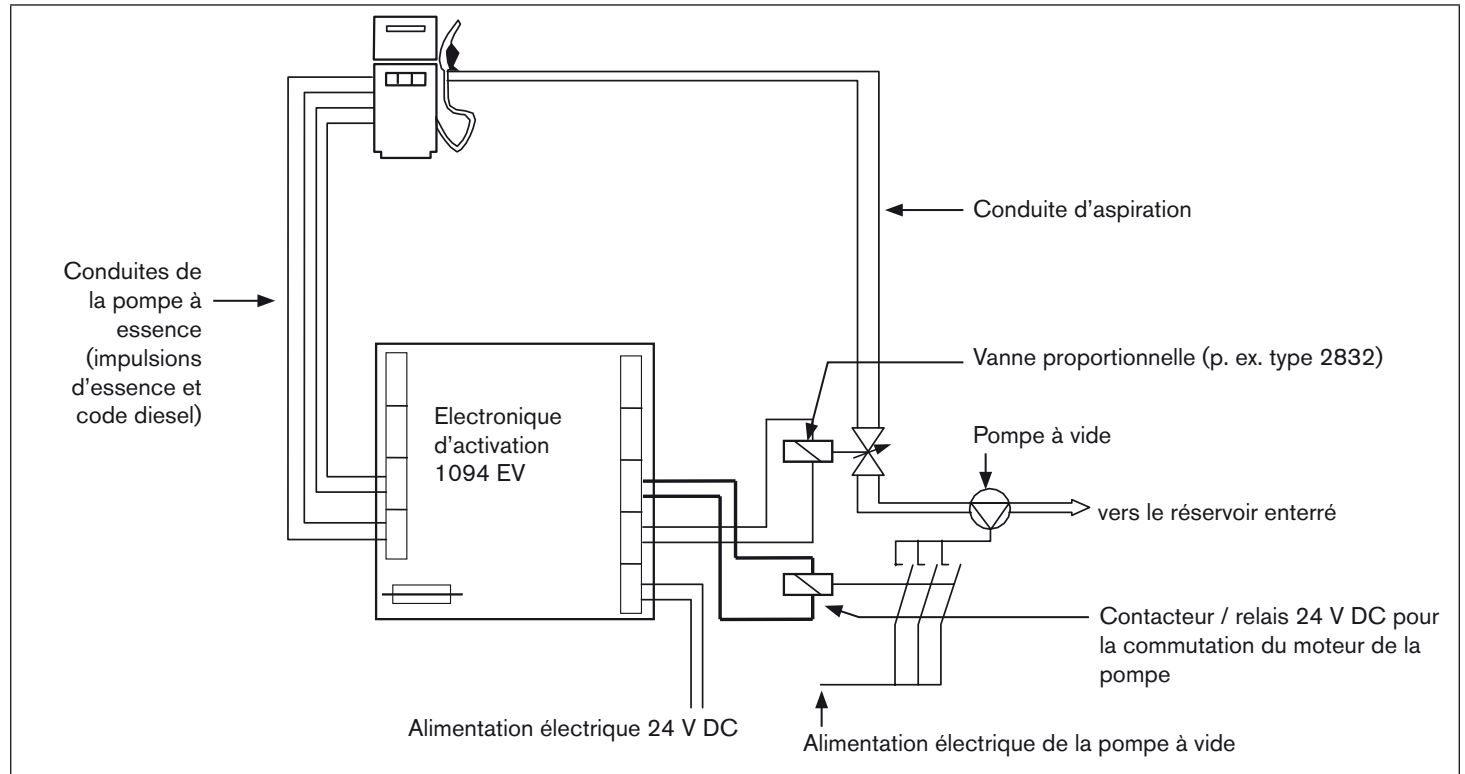 Conduite d'aspiration
Conduites de
la pompe à
essence
(impulsions
d'essence et
code diesel)
Vanne proportionnelle (p. ex. type 2832)
Electronique
d'activation
1094 EV
Pompe à vide
vers le réservoir enterré
Contacteur / relais 24 V DC pour
la commutation du moteur de la
pompe
Alimentation électrique 24 V DC
Alimentation électrique de la pompe à vide